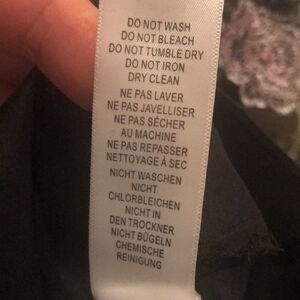 DO NOT WASH
DO NOT BLEACH
DO NOT TUMBLE DRY
DO NOT IRON
DRY CLEAN
NE PAS LAVER
NE PAS JAVELLISER
NE PAS SÉCHER
AU MACHINE
NE PAS REPASSER
NETTOYAGE À SEC
NICHT WASCHEN
NICHT
CHLORBLEICHEN
NICHT IN
DEN TROCKNER
NICHT BÜGELN
CHEMISCHE
REINIGUNG